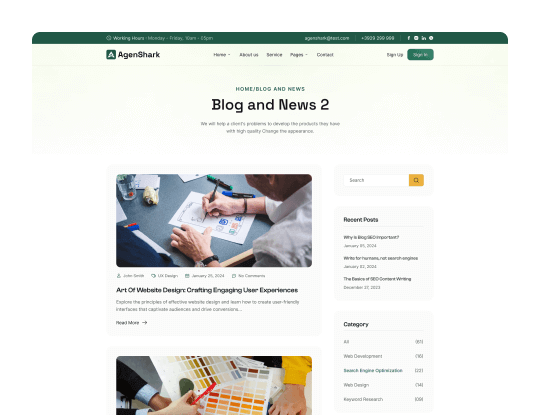 Working Hours : Monday - Friday, 10am - 05pm
agenshark@text.com
+2929 299 999
AgenShark
Home
About us
Service
Pages
Contact
Sign Up
Sign In
HOME/BLOG AND NEWS
Blog and News 2
We will help a client's problems to develop the products they have
with high quality Change the appearance.
Search
John Smith
UX Design
January 25, 2024
No Comments
Art Of Website Design: Crafting Engaging User Experiences
Explore the principles of effective website design and learn how to create user-friendly
interfaces that captivate audiences and drive conversions...
Read More
Recent Posts
Why is Blog SEO Important?
January 05, 2024
Write for humans, not search engines
January 02, 2024
The Basics of SEO Content Writing
December 27, 2023
Category
All
Web Development
(16)
Search Engine Optimization
(22)
Web Design
(14)
Keyword Research
(09)